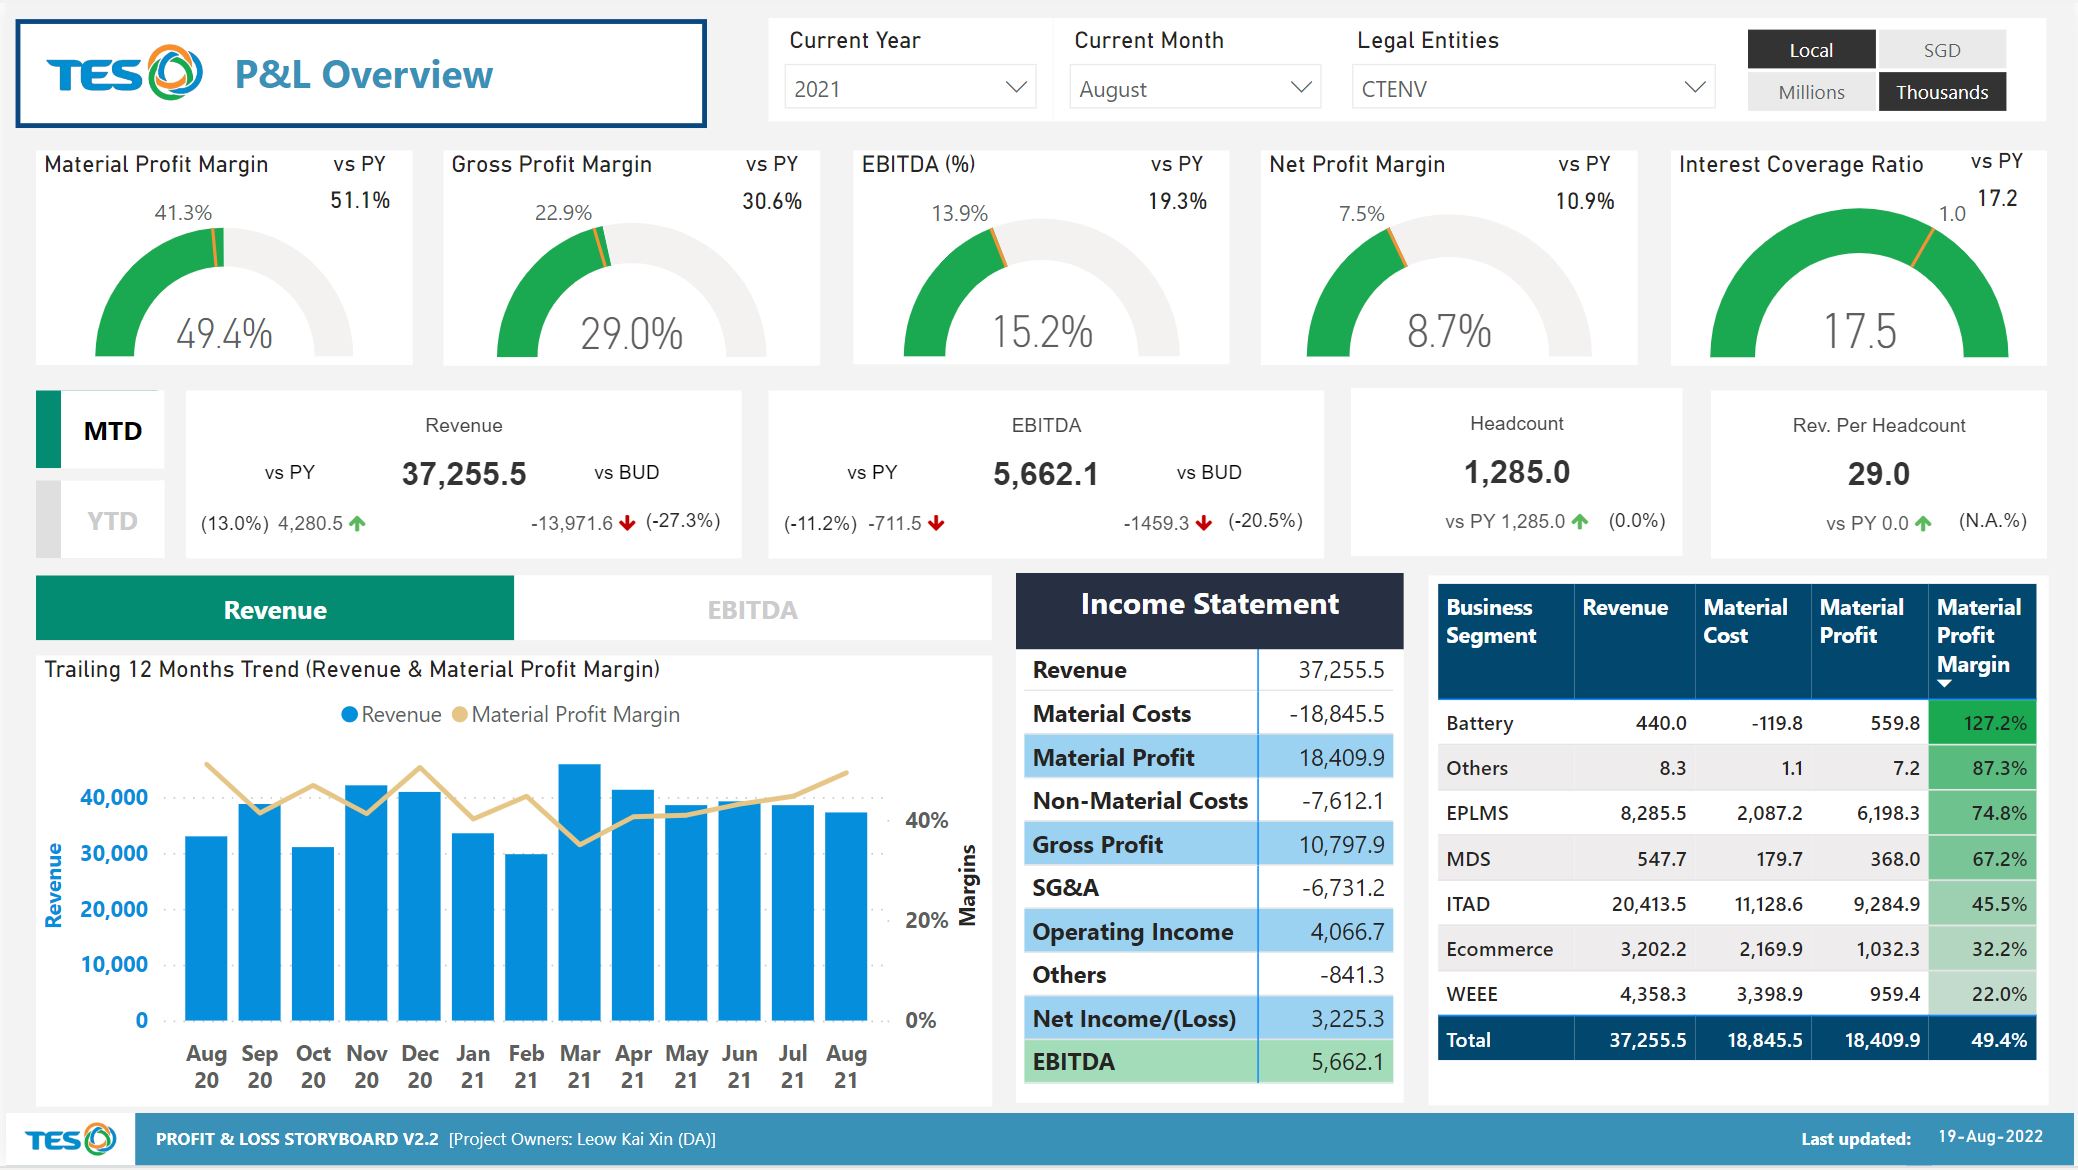 TES P&L Overview
Current Year
2021
Current Month
August
Legal Entities
CTENV
Local
SGD
Millions
Thousands
Material Profit Margin
vs PY
51.1%
41.3%
49.4%
Gross Profit Margin
vs PY
30.6%
22.9%
29.0%
EBITDA (%)
vs PY
19.3%
13.9%
15.2%
Net Profit Margin
vs PY
10.9%
7.5%
8.7%
Interest Coverage Ratio
vs PY
17.2
1.0
17.5
MTD
YTD
Revenue
vs PY 37,255.5 vs BUD
(13.0%) 4,280.5 -13,971.6 (-27.3%)
EBITDA
vs PY 5,662.1 vs BUD
(-11.2%) -711.5 -1459.3 (-20.5%)
Headcount
1,285.0
vs PY 1,285.0 (0.0%)
Rev. Per Headcount
29.0
vs PY 0.0 (N.A.%)
Revenue
EBITDA
Trailing 12 Months Trend (Revenue & Material Profit Margin)
Revenue Material Profit Margin
Revenue
40,000
30,000
20,000
10,000
0
40%
20%
0%
Margins
Aug 20
Sep 20
Oct 20
Nov 20
Dec 20
Jan 21
Feb 21
Mar 21
Apr 21
May 21
Jun 21
Jul 21
Aug 21
Income Statement
Revenue 37,255.5
Material Costs -18,845.5
Material Profit 18,409.9
Non-Material Costs -7,612.1
Gross Profit 10,797.9
SG&A -6,731.2
Operating Income 4,066.7
Others -841.3
Net Income/(Loss) 3,225.3
EBITDA 5,662.1
Business Segment Revenue Material Cost Material Profit Material Profit Margin
Battery 440.0 -119.8 559.8 127.2%
Others 8.3 1.1 7.2 87.3%
EPLMS 8,285.5 2,087.2 6,198.3 74.8%
MDS 547.7 179.7 368.0 67.2%
ITAD 20,413.5 11,128.6 9,284.9 45.5%
Ecommerce 3,202.2 2,169.9 1,032.3 32.2%
WEEE 4,358.3 3,398.9 959.4 22.0%
Total 37,255.5 18,845.5 18,409.9 49.4%
TES PROFIT & LOSS STORYBOARD V2.2 [Project Owners: Leow Kai Xin (DA)]
Last updated: 19-Aug-2022